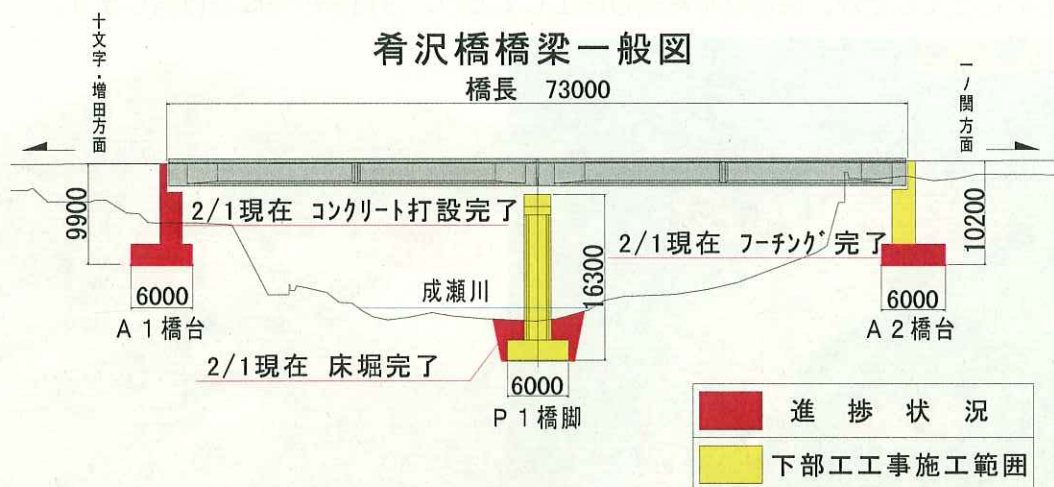 肴沢橋橋梁一般図
橋長 73000
十文字・増田方面
一ノ関方面
9900
2/1現在 コンクリート打設完了
2/1現在 フーチング完了
10200
16300
成瀬川
6000
A1橋台
6000
A2橋台
2/1現在 床堀完了
6000
P1橋脚
進捗状況
下部工工事施工範囲